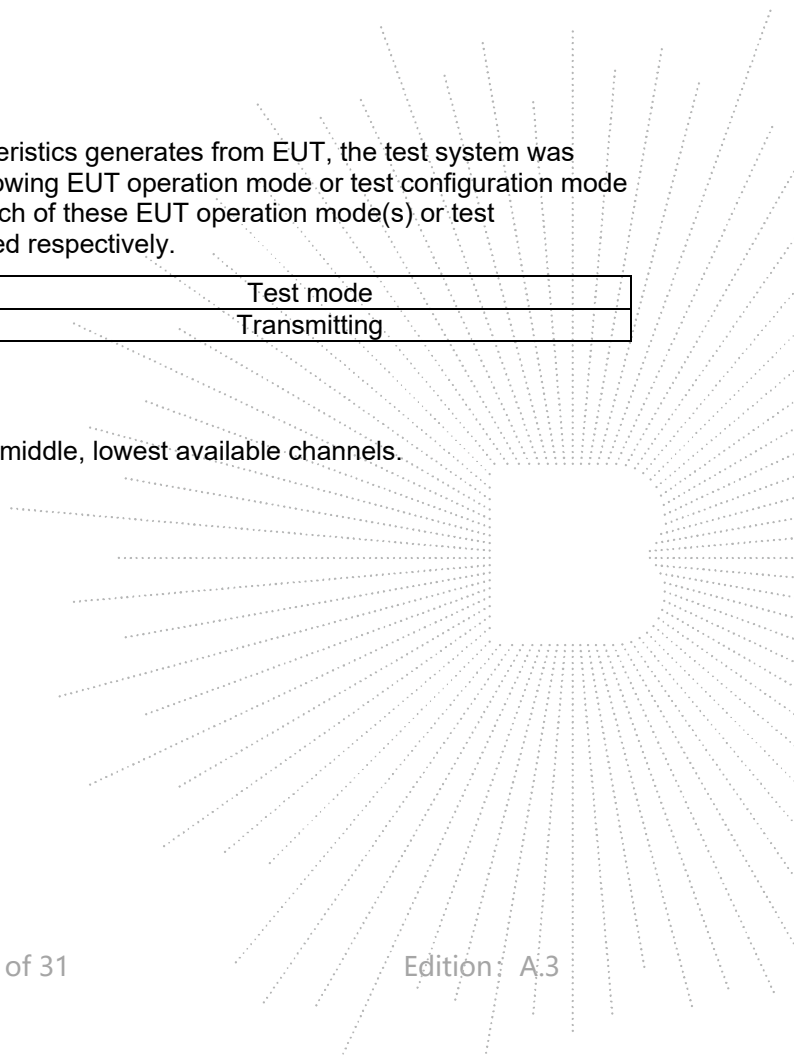 eristics generates from EUT, the test system was
owing EUT operation mode or test configuration mode
ch of these EUT operation mode(s) or test
ed respectively.
Test mode
Transmitting
middle, lowest available channels.
of 31 Edition: A.3